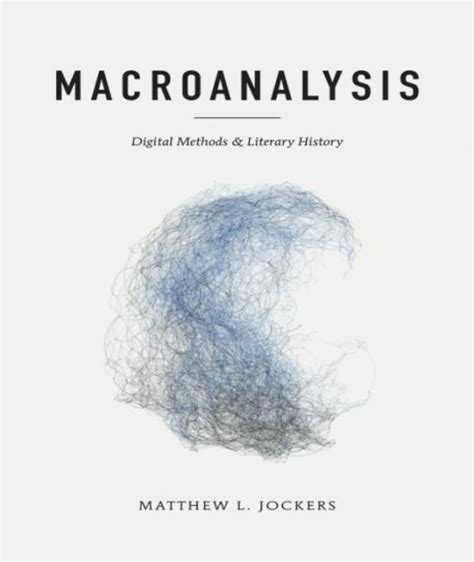 MACROANALYSIS
Digital Methods & Literary History
MATTHEW L. JOCKERS